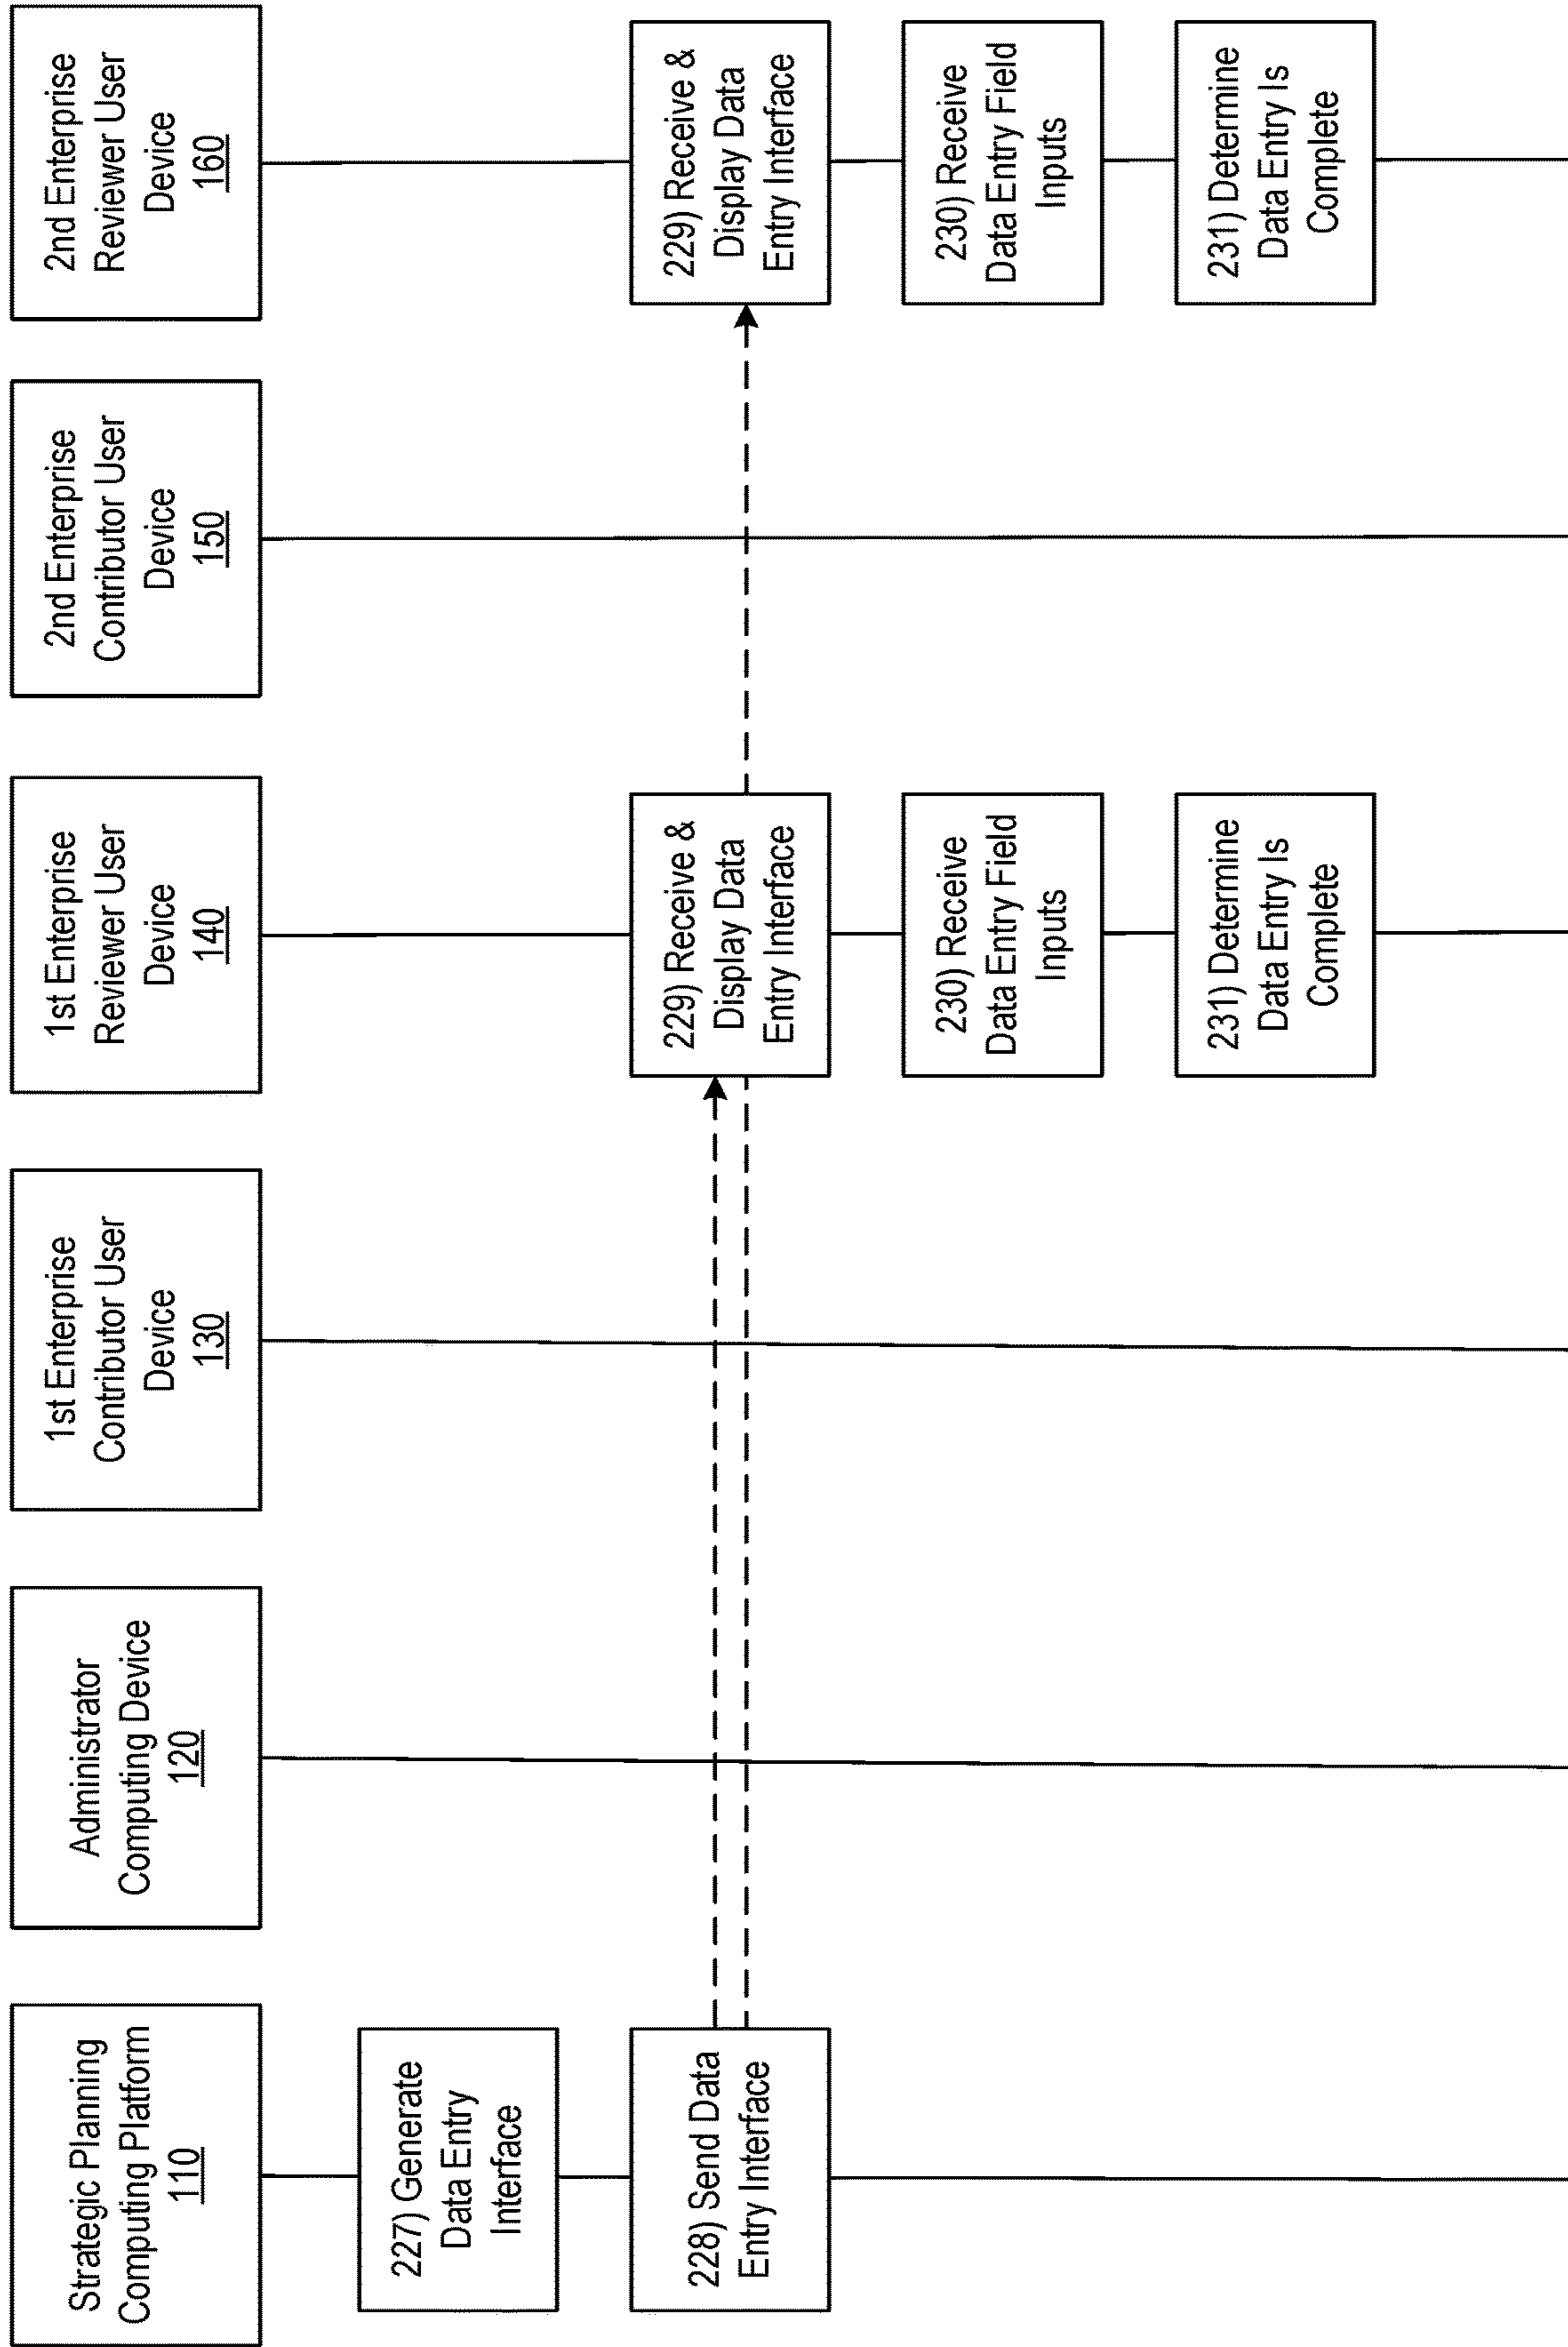 Strategic Planning
Computing Platform
110
Administrator
Computing Device
120
1st Enterprise
Contributor User
Device
130
1st Enterprise
Reviewer User
Device
140
2nd Enterprise
Contributor User
Device
150
2nd Enterprise
Reviewer User
Device
160
227) Generate
Data Entry
Interface
228) Send Data
Entry Interface
229) Receive &
Display Data
Entry Interface
229) Receive &
Display Data
Entry Interface
230) Receive
Data Entry Field
Inputs
230) Receive
Data Entry Field
Inputs
231) Determine
Data Entry Is
Complete
231) Determine
Data Entry Is
Complete